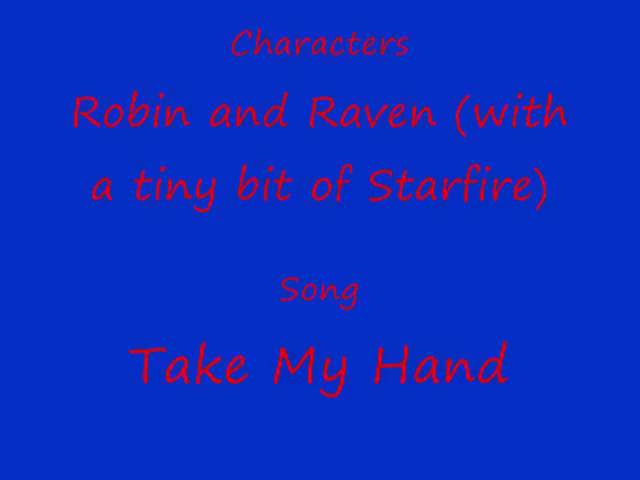 Characters
Robin and Raven (with
a tiny bit of Starfire)
Song
Take My Hand